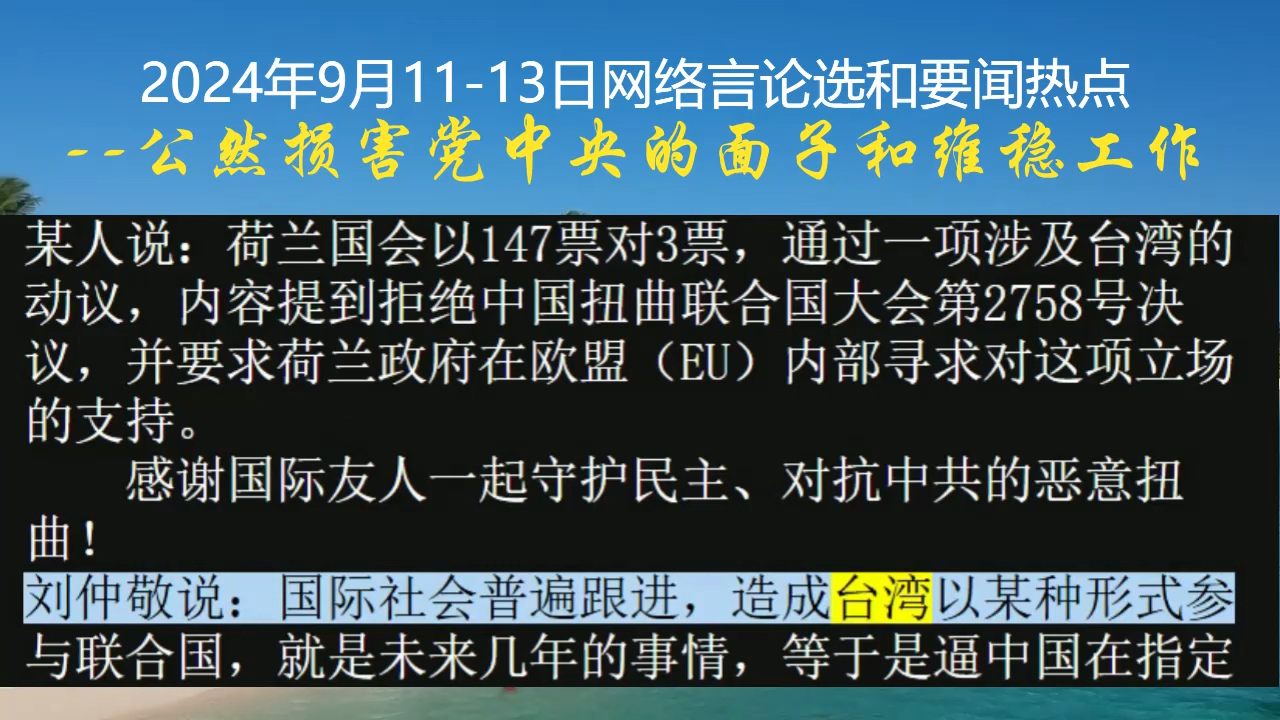 2024年9月11-13日网络言论选和要闻热点
--公然损害党中央的面子和维稳工作
某人说：荷兰国会以147票对3票，通过一项涉及台湾的
动议，内容提到拒绝中国扭曲联合国大会第2758号决
议，并要求荷兰政府在欧盟（EU）内部寻求对这项立场
的支持。
感谢国际友人一起守护民主、对抗中共的恶意扭
曲！
刘仲敬说：国际社会普遍跟进，造成台湾以某种形式参
与联合国，就是未来几年的事情，等于是逼中国在指定